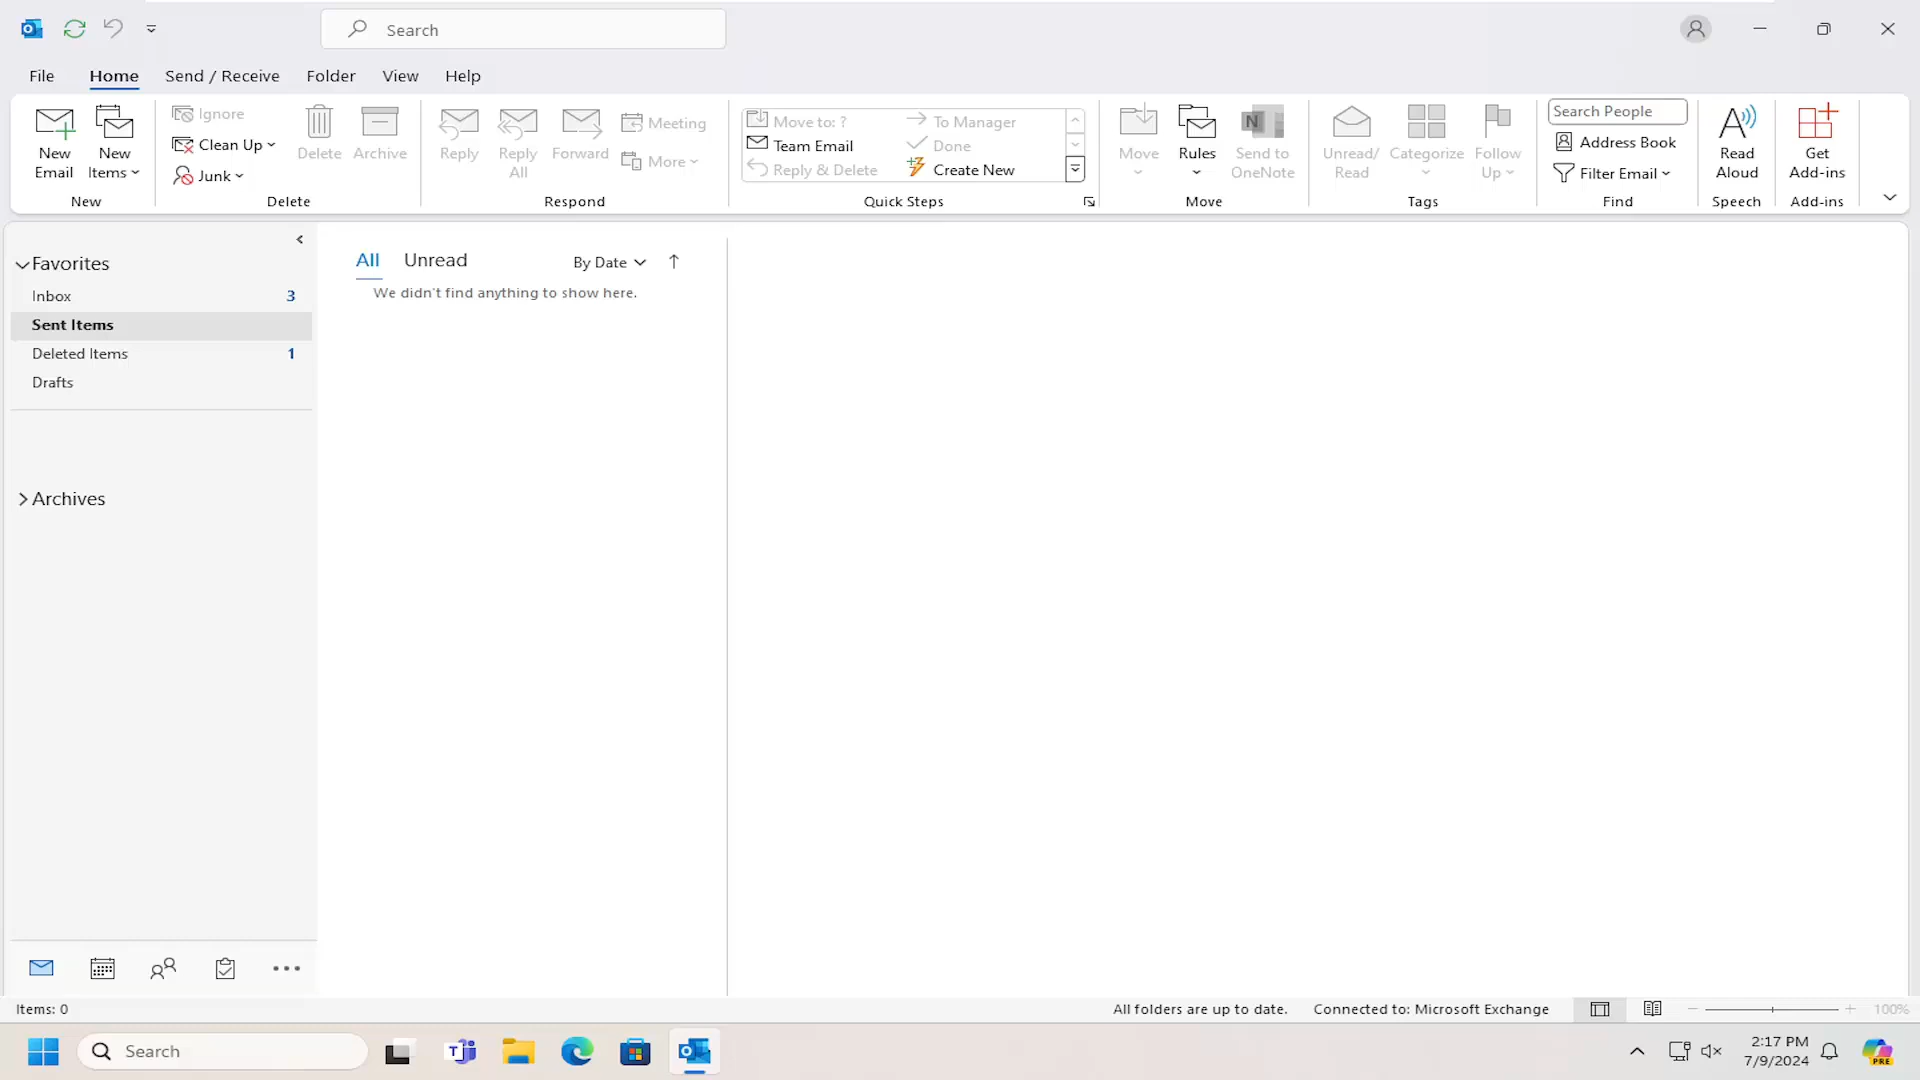 Search
File Home Send / Receive Folder View Help
New Email
New Items
New
Ignore
Clean Up
Junk
Delete
Archive
Delete
Reply
Reply All
Forward
Meeting
More
Respond
Move to: ?
Team Email
Reply & Delete
To Manager
Done
Create New
Quick Steps
Move
Rules
N
Send to OneNote
Move
Unread/ Read
Categorize
Follow Up
Tags
Search People
Address Book
Filter Email
Find
Read Aloud
Speech
Get Add-ins
Add-ins
Favorites
Inbox 3
Sent Items
Deleted Items 1
Drafts
Archives
All Unread By Date
We didn't find anything to show here.
Items: 0
All folders are up to date. Connected to: Microsoft Exchange 100%
Search
2:17 PM
7/9/2024
PRE